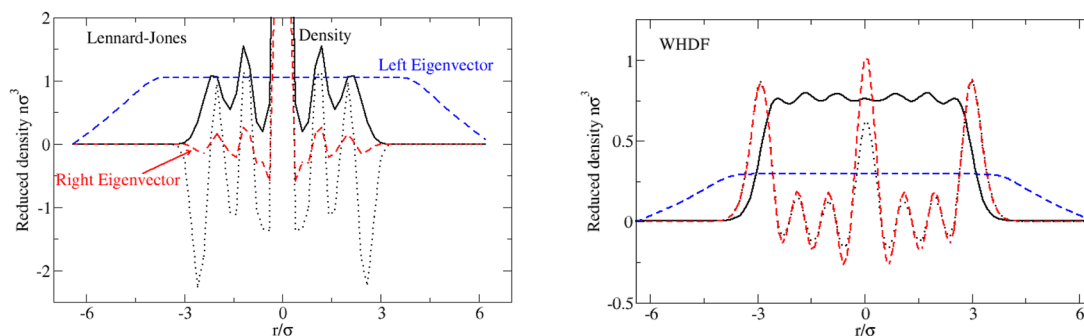 Lennard-Jones
Density
Left Eigenvector
Right Eigenvector
Reduced density nσ³
2
1
0
-1
-2
-6
-3
0
3
6
r/σ
WHDF
Reduced density nσ³
1
0.5
0
-0.5
-3
0
3
6
r/σ